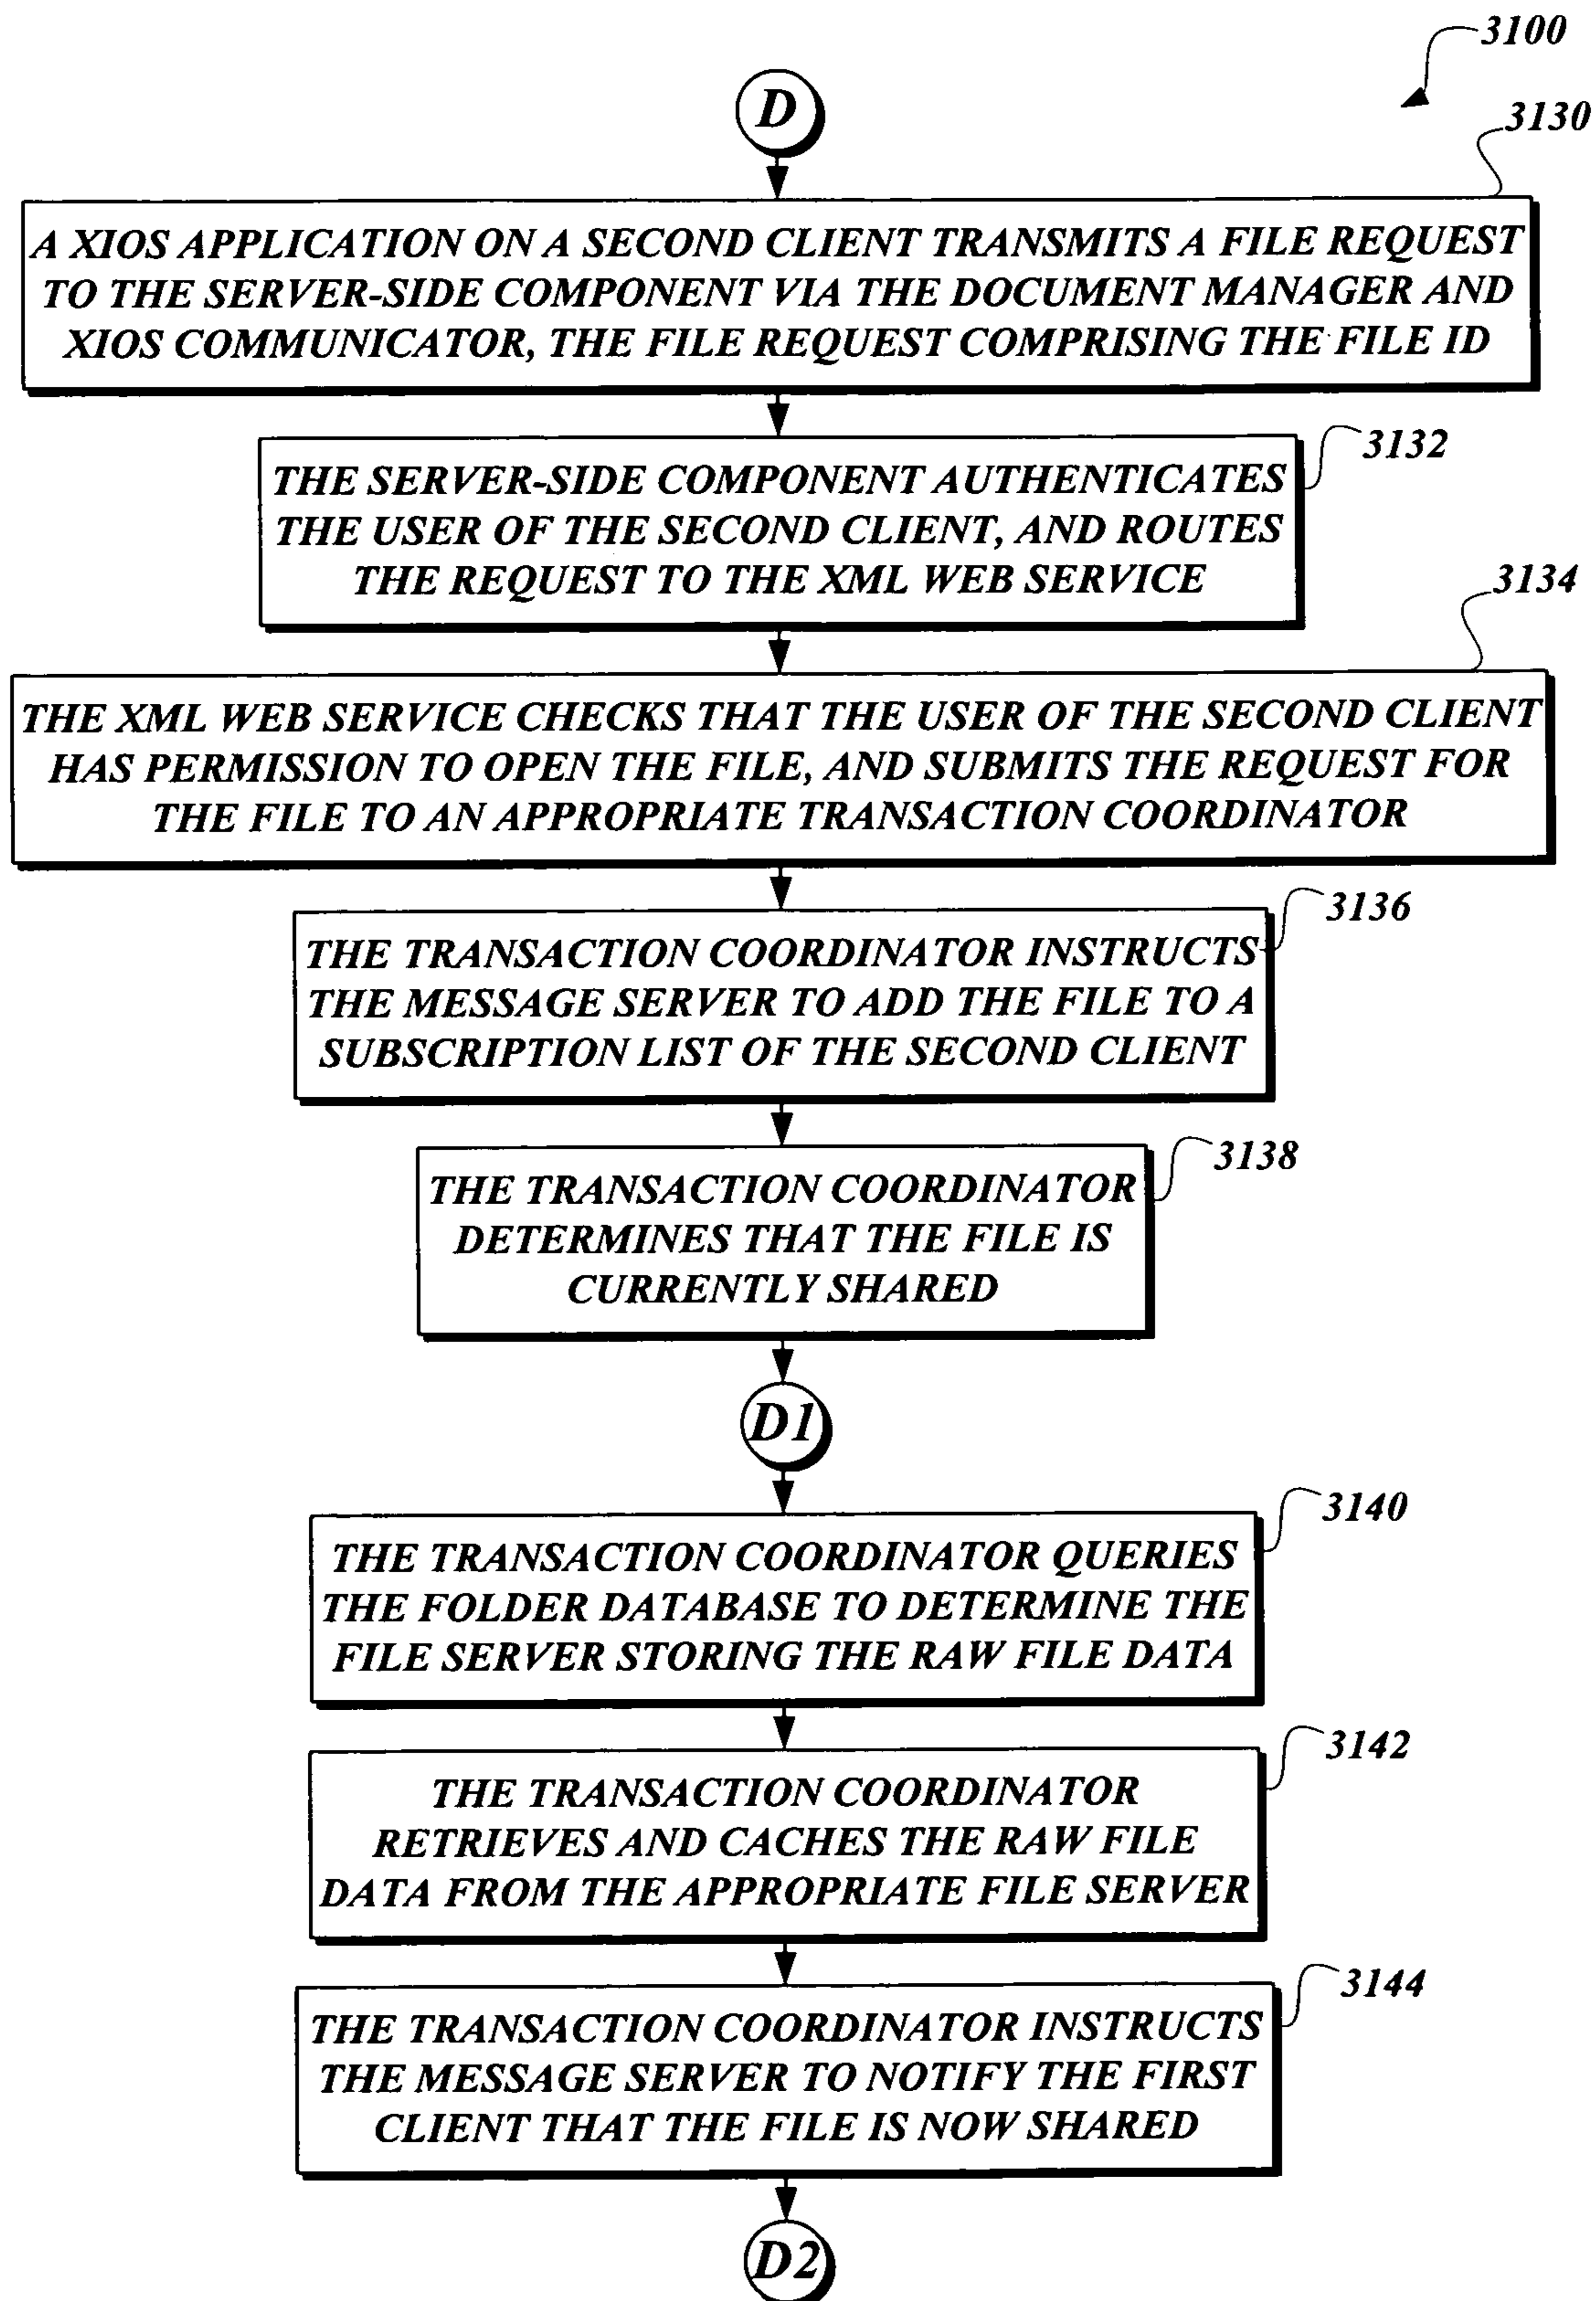 3100
D
3130
A XIOS APPLICATION ON A SECOND CLIENT TRANSMITS A FILE REQUEST
TO THE SERVER-SIDE COMPONENT VIA THE DOCUMENT MANAGER AND
XIOS COMMUNICATOR, THE FILE REQUEST COMPRISING THE FILE ID
3132
THE SERVER-SIDE COMPONENT AUTHENTICATES
THE USER OF THE SECOND CLIENT, AND ROUTES
THE REQUEST TO THE XML WEB SERVICE
3134
THE XML WEB SERVICE CHECKS THAT THE USER OF THE SECOND CLIENT
HAS PERMISSION TO OPEN THE FILE, AND SUBMITS THE REQUEST FOR
THE FILE TO AN APPROPRIATE TRANSACTION COORDINATOR
3136
THE TRANSACTION COORDINATOR INSTRUCTS
THE MESSAGE SERVER TO ADD THE FILE TO A
SUBSCRIPTION LIST OF THE SECOND CLIENT
3138
THE TRANSACTION COORDINATOR
DETERMINES THAT THE FILE IS
CURRENTLY SHARED
D1
3140
THE TRANSACTION COORDINATOR QUERIES
THE FOLDER DATABASE TO DETERMINE THE
FILE SERVER STORING THE RAW FILE DATA
3142
THE TRANSACTION COORDINATOR
RETRIEVES AND CACHES THE RAW FILE
DATA FROM THE APPROPRIATE FILE SERVER
3144
THE TRANSACTION COORDINATOR INSTRUCTS
THE MESSAGE SERVER TO NOTIFY THE FIRST
CLIENT THAT THE FILE IS NOW SHARED
D2